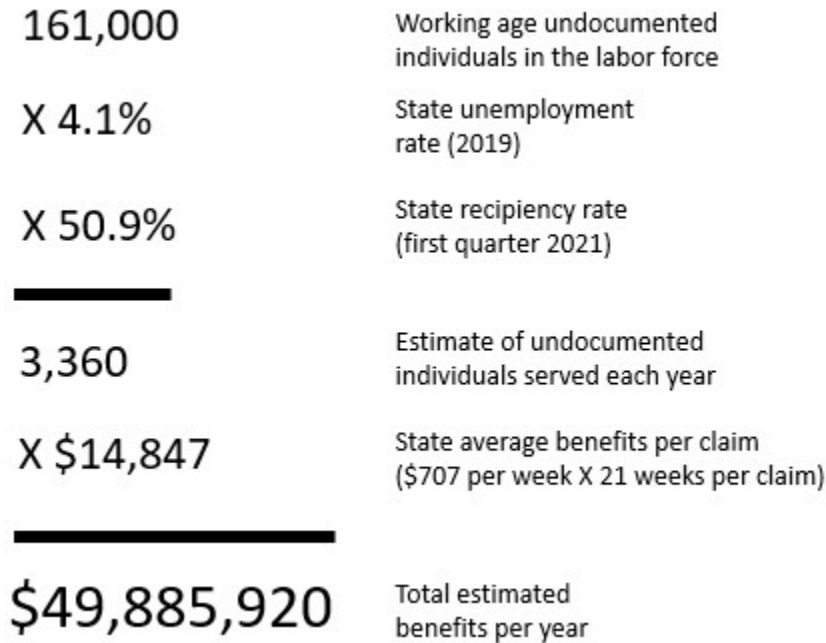 161,000
Working age undocumented
individuals in the labor force
X 4.1%
State unemployment
rate (2019)
X 50.9%
State recipiency rate
(first quarter 2021)
3,360
Estimate of undocumented
individuals served each year
X $14,847
State average benefits per claim
($707 per week X 21 weeks per claim)
$49,885,920
Total estimated
benefits per year